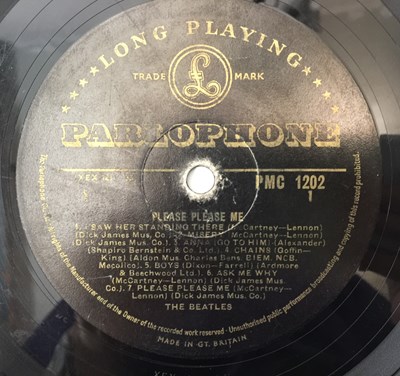 LONG PLAYING
TRADE MARK
£
PARLOPHONE
PMC 1202
1
PLEASE PLEASE ME
1. I SAW HER STANDING THERE (McCartney—Lennon)
(Dick James Mus. Co.) 2. MISERY (McCartney—Lennon)
(Dick James Mus. Co.) 3. ANNA (GO TO HIM) (Alexander)
(Shapiro Bernstein & Co. Ltd.) 4. CHAINS (Goffin—
King) (Aldon Mus. Charles Bens. BIEM. NCB.
Mecolico). 5. BOYS (Dixon—Farrell) (Ardmore
& Beechwood Ltd.) 6. ASK ME WHY
(McCartney—Lennon) (Dick James Mus.
Co.) 7. PLEASE PLEASE ME (McCartney—
Lennon) (Dick James Mus. Co.)
THE BEATLES
All rights of the Manufacturer and of the Owner of the recorded work reserved · Unauthorised public performance broadcasting and copying of this record prohibited.
MADE IN GT. BRITAIN